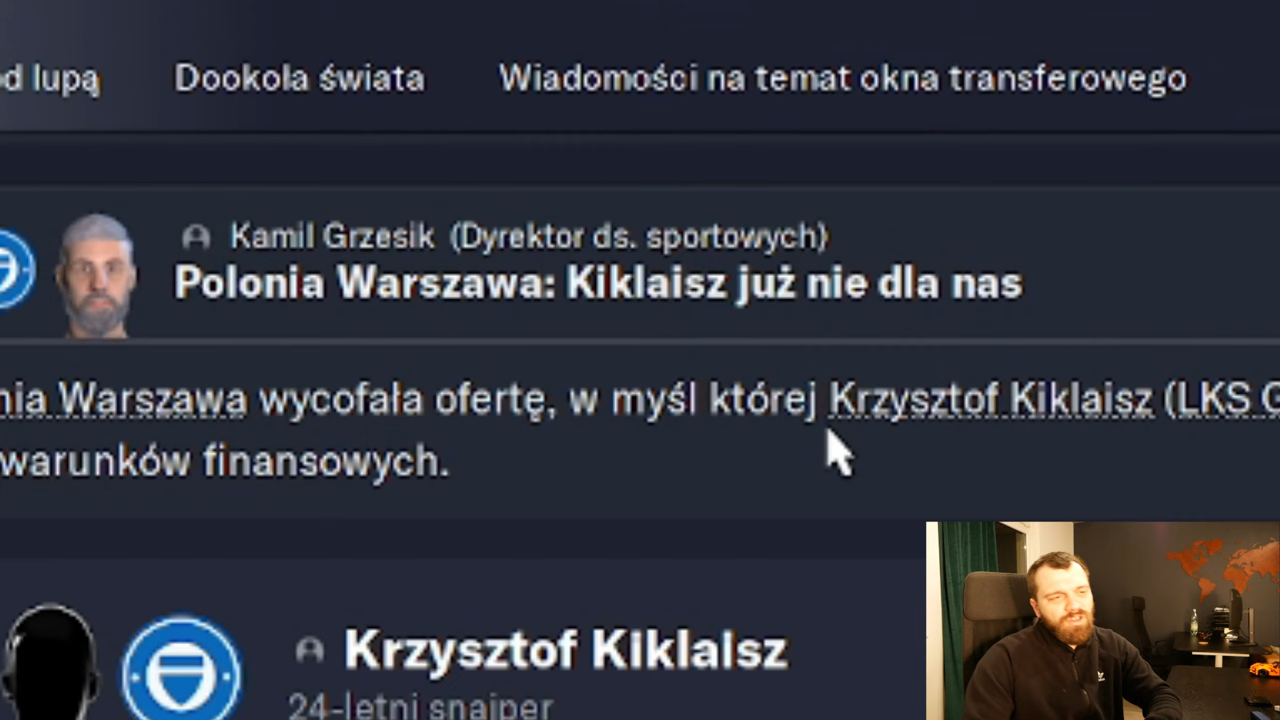 od lupą Dookoła świata Wiadomości na temat okna transferowego
Kamil Grzesik (Dyrektor ds. sportowych)
Polonia Warszawa: Kiklaisz już nie dla nas
nia Warszawa wycofała ofertę, w myśl której Krzysztof Kiklaisz (LKS G
warunków finansowych.
Krzysztof Kiklaisz
24-letni snajper